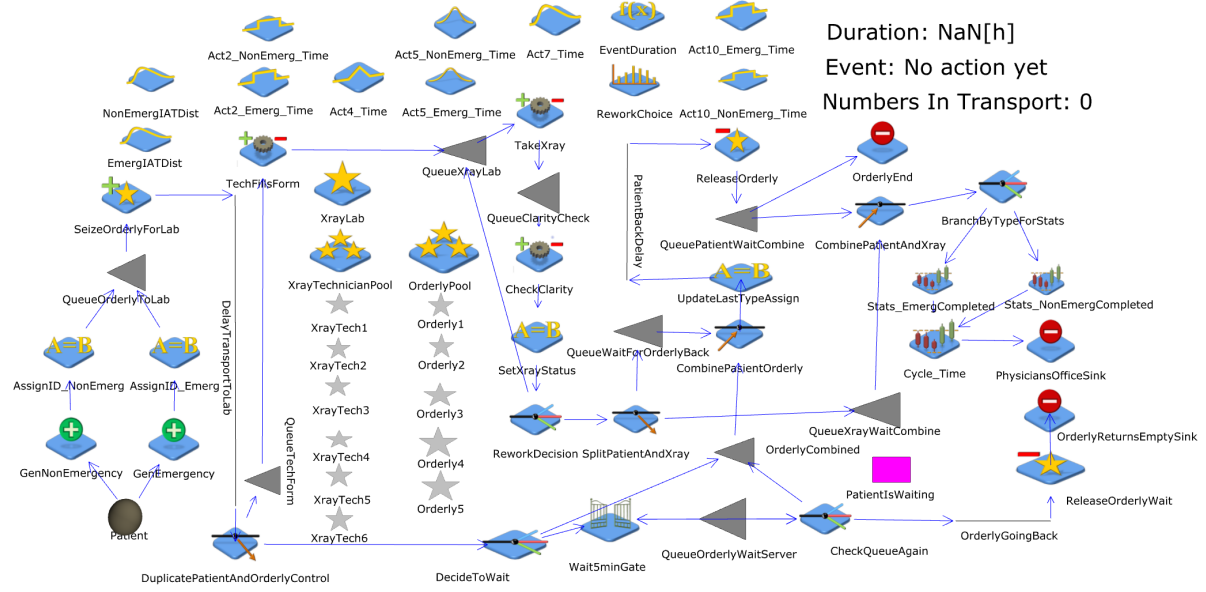 Duration: NaN[h]
Event: No action yet
Numbers In Transport: 0
Act2_NonEmerg_Time
Act5_NonEmerg_Time
Act7_Time
EventDuration
f(x)
Act10_Emerg_Time
NonEmergIATDist
Act2_Emerg_Time
Act4_Time
Act5_Emerg_Time
ReworkChoice
Act10_NonEmerg_Time
EmergIATDist
TechFillsForm
QueueXrayLab
TakeXray
ReleaseOrderly
OrderlyEnd
SeizeOrderlyForLab
XrayLab
QueueClarityCheck
PatientBackDelay
QueuePatientWaitCombine
CombinePatientAndXray
BranchByTypeForStats
QueueOrderlyToLab
XrayTechnicianPool
OrderlyPool
CheckClarity
A=B
UpdateLastTypeAssign
Stats_EmergCompleted
Stats_NonEmergCompleted
DelayTransportToLab
XrayTech1
Orderly1
A=B
SetXrayStatus
QueueWaitForOrderlyBack
CombinePasientOrderly
Cycle_Time
PhysiciansOfficeSink
A=B
AssignID_NonEmerg
A=B
AssignID_Emerg
XrayTech2
Orderly2
XrayTech3
Orderly3
ReworkDecision
SplitPatientAndXray
QueueXrayWaitCombine
OrderlyReturnsEmptySink
GenNonEmergency
GenEmergency
QueueTechForm
XrayTech4
Orderly4
OrderlyCombined
PatientIsWaiting
ReleaseOrderlyWait
XrayTech5
Orderly5
Patient
XrayTech6
DuplicatePatientAndOrderlyControl
DecideToWait
Wait5minGate
QueueOrderlyWaitServer
CheckQueueAgain
OrderlyGoingBack